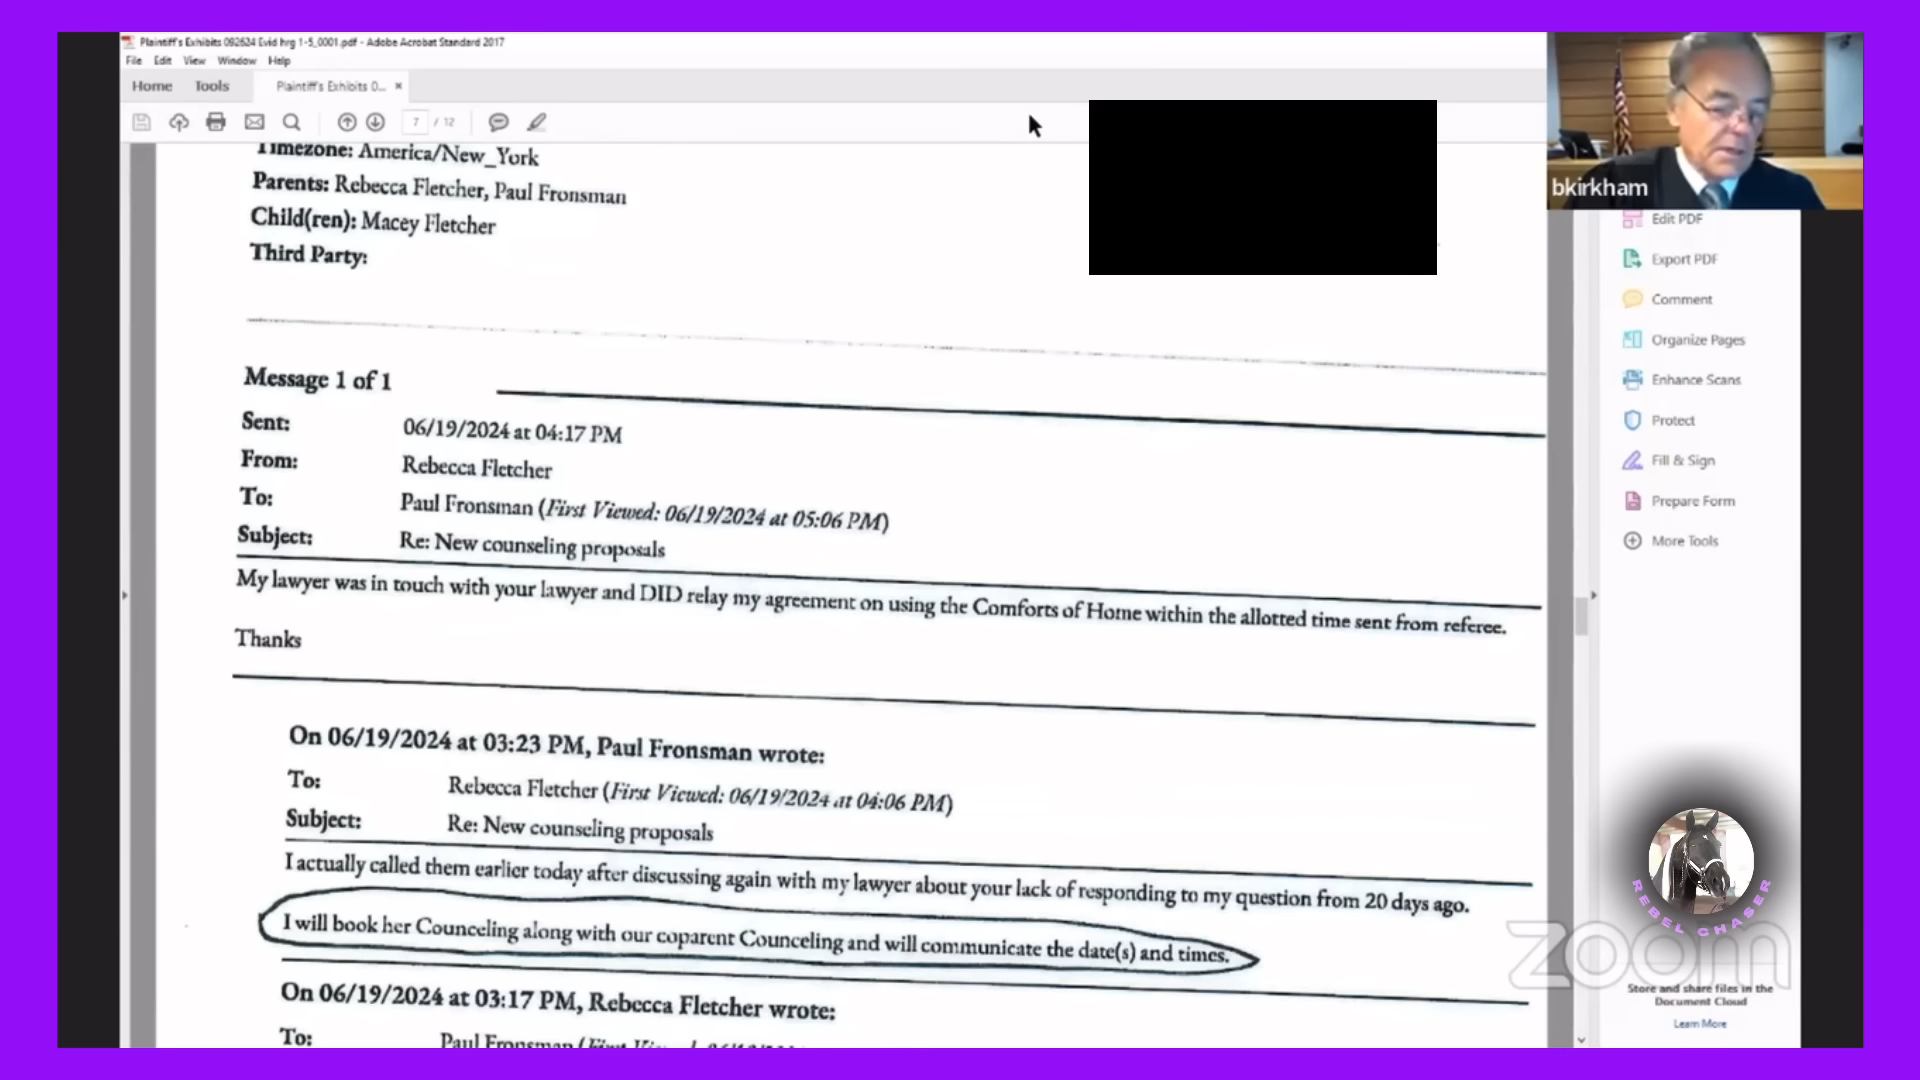 Plaintiff's Exhibits 092624 Evid hrg 1-5_0001.pdf - Adobe Acrobat Standard 2017
File Edit View Window Help
Home Tools Plaintiff's Exhibits 0... ×
7 / 12
bkirkham
Timezone: America/New_York
Parents: Rebecca Fletcher, Paul Fronsman
Child(ren): Macey Fletcher
Third Party:
Message 1 of 1
Sent: 06/19/2024 at 04:17 PM
From: Rebecca Fletcher
To: Paul Fronsman (First Viewed: 06/19/2024 at 05:06 PM)
Subject: Re: New counseling proposals
My lawyer was in touch with your lawyer and DID relay my agreement on using the Comforts of Home within the allotted time sent from referee.
Thanks
On 06/19/2024 at 03:23 PM, Paul Fronsman wrote:
To: Rebecca Fletcher (First Viewed: 06/19/2024 at 04:06 PM)
Subject: Re: New counseling proposals
I actually called them earlier today after discussing again with my lawyer about your lack of responding to my question from 20 days ago.
I will book her Counceling along with our coparent Counceling and will communicate the date(s) and times.
On 06/19/2024 at 03:17 PM, Rebecca Fletcher wrote:
To: Paul Fronsman (First
Edit PDF
Export PDF
Comment
Organize Pages
Enhance Scans
Protect
Fill & Sign
Prepare Form
More Tools
REBEL CHASER
zoom
Store and share files in the
Document Cloud
Learn More